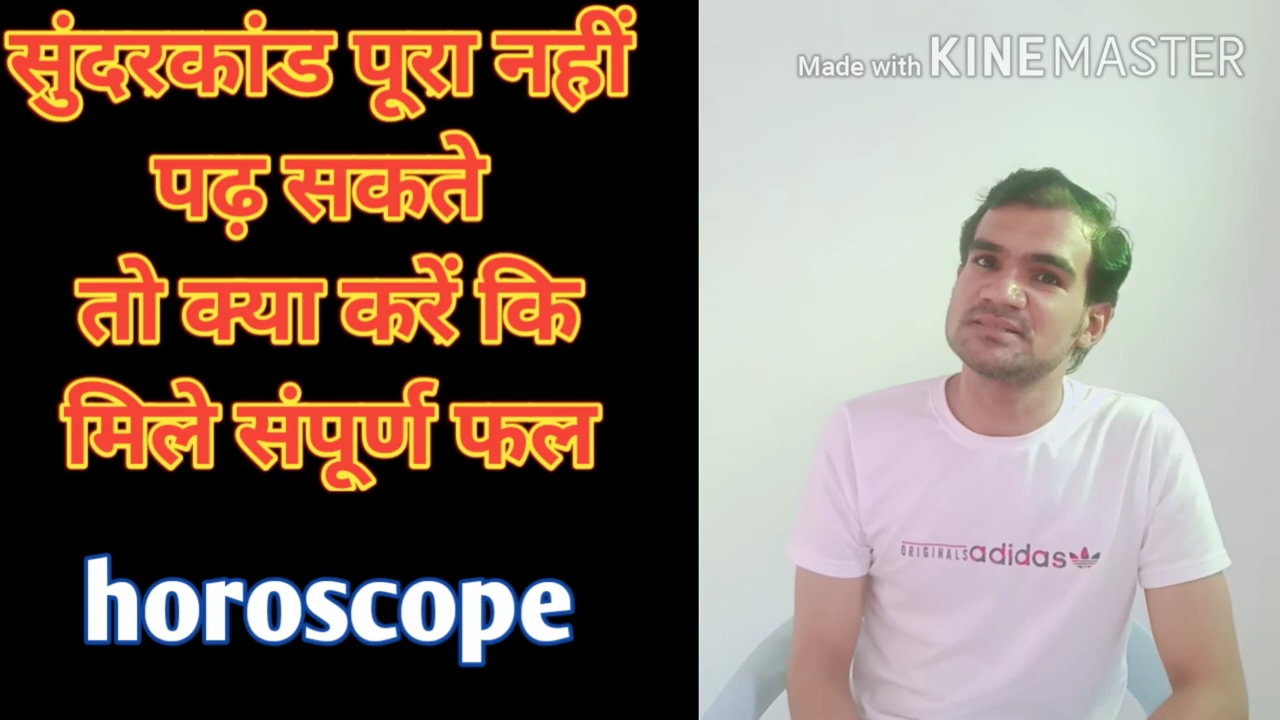 सुंदरकांड पूरा नहीं
पढ़ सकते
तो क्या करें कि
मिले संपूर्ण फल
horoscope
Made with KINEMASTER
ORIGINALS adidas